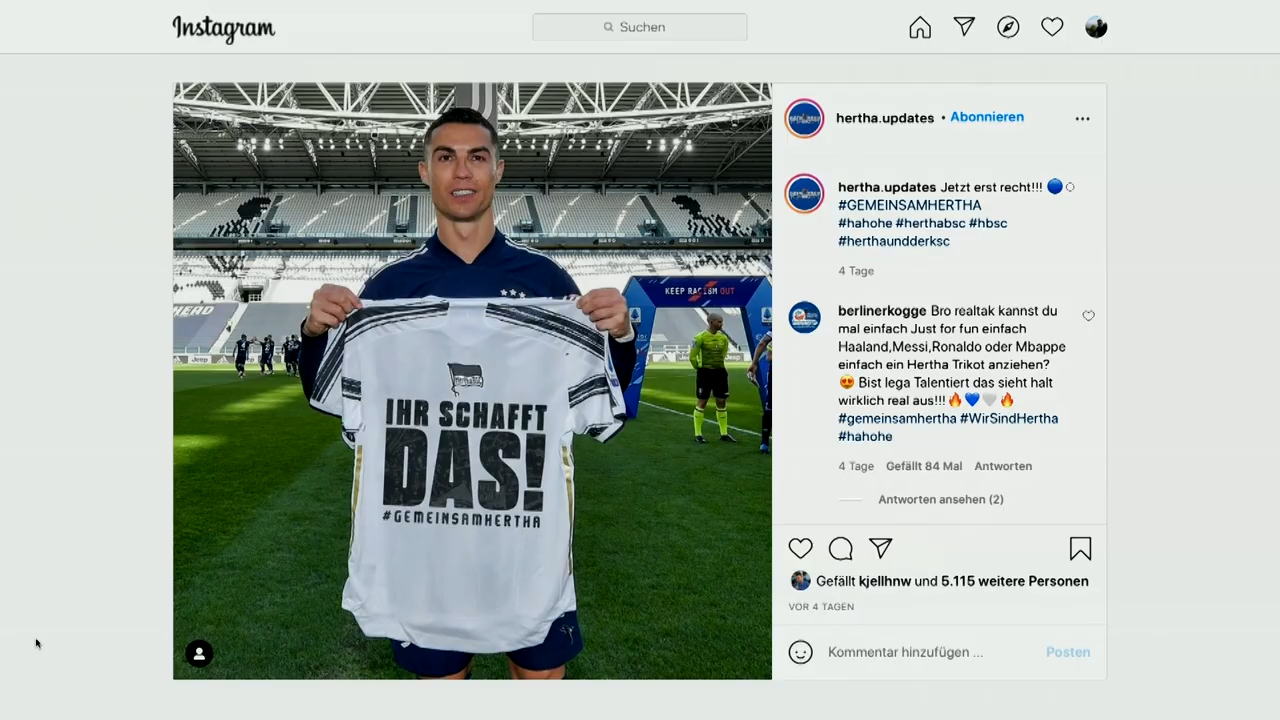 Instagram
Suchen
KEEP RACISM OUT
Jeep
IHR SCHAFFT
DAS!
#GEMEINSAMHERTHA
hertha.updates • Abonnieren
hertha.updates Jetzt erst recht!!! 🔵
#GEMEINSAMHERTHA
#hahohe #herthabsc #hbsc
#herthaundderksc
4 Tage
berlinerkogge Bro realtak kannst du
mal einfach Just for fun einfach
Haaland,Messi,Ronaldo oder Mbappe
einfach ein Hertha Trikot anziehen?
😍 Bist lega Talentiert das sieht halt
wirklich real aus!!! 🔥💙🤍🔥
#gemeinsamhertha #WirSindHertha
#hahohe
4 Tage Gefällt 84 Mal Antworten
Antworten ansehen (2)
Gefällt kjellhnw und 5.115 weitere Personen
VOR 4 TAGEN
Kommentar hinzufügen ... Posten